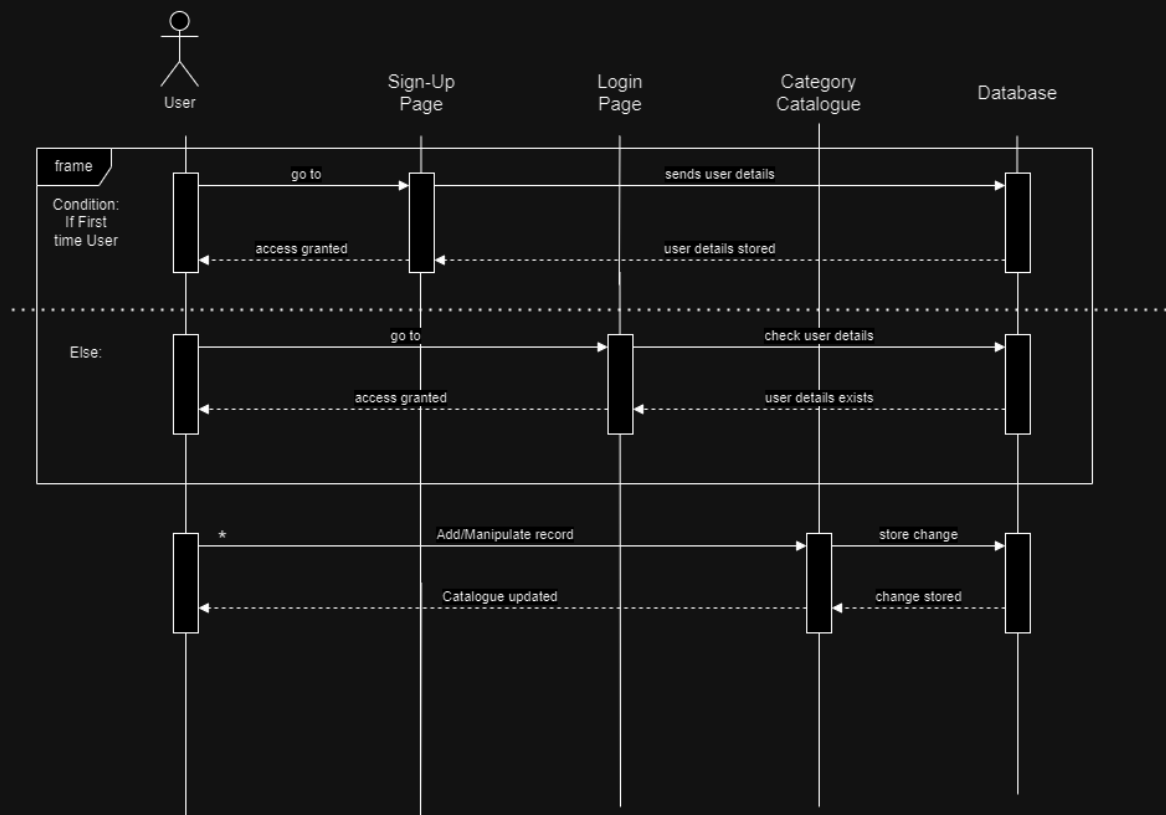 User
Sign-Up
Page
Login
Page
Category
Catalogue
Database
frame
Condition:
If First
time User
go to
sends user details
access granted
user details stored
Else:
go to
check user details
access granted
user details exists
*
Add/Manipulate record
store change
Catalogue updated
change stored